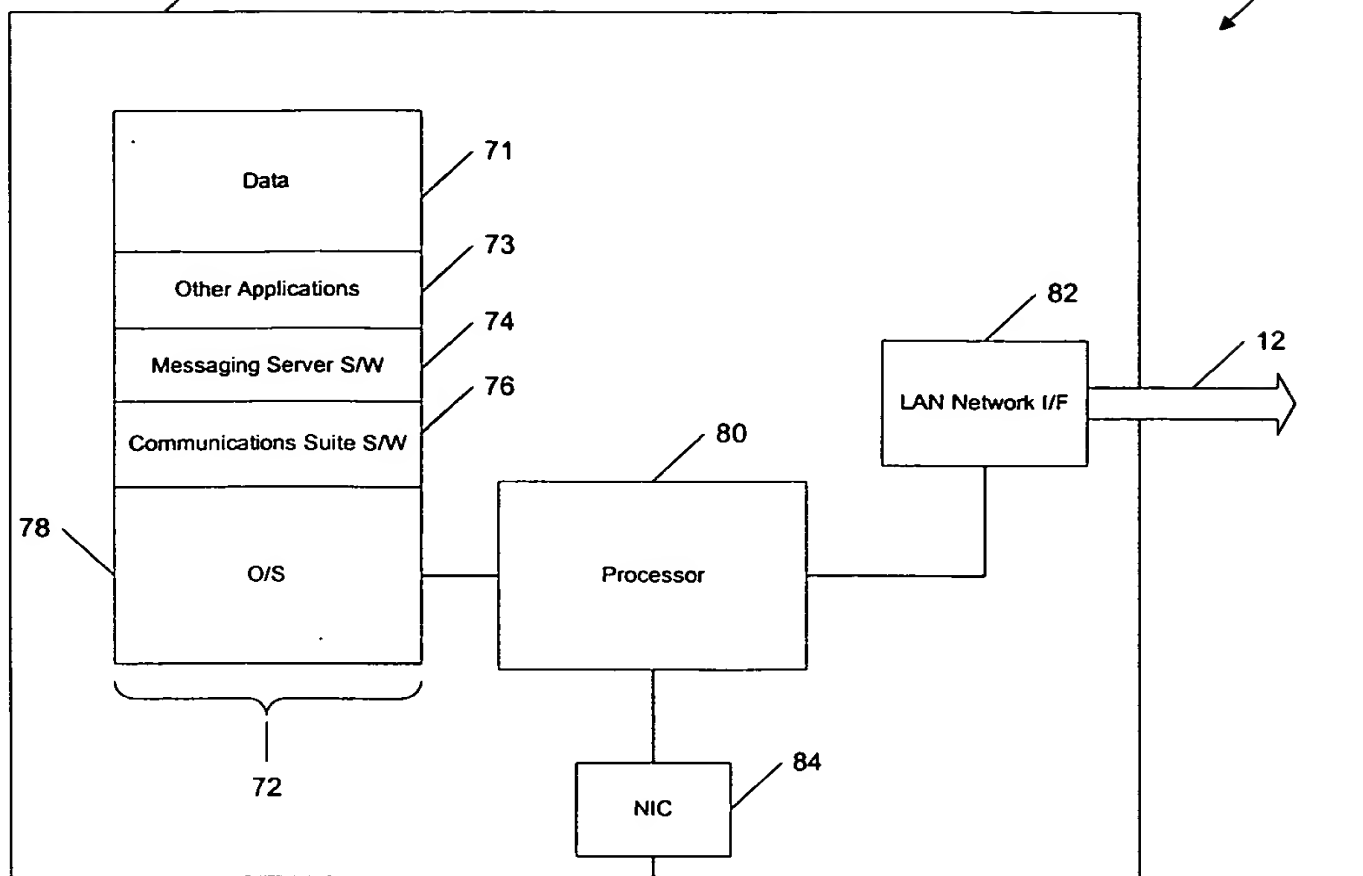 71
Data
73
Other Applications
82
74
Messaging Server S/W
12
76
LAN Network I/F
Communications Suite S/W
80
78
O/S
Processor
84
72
NIC